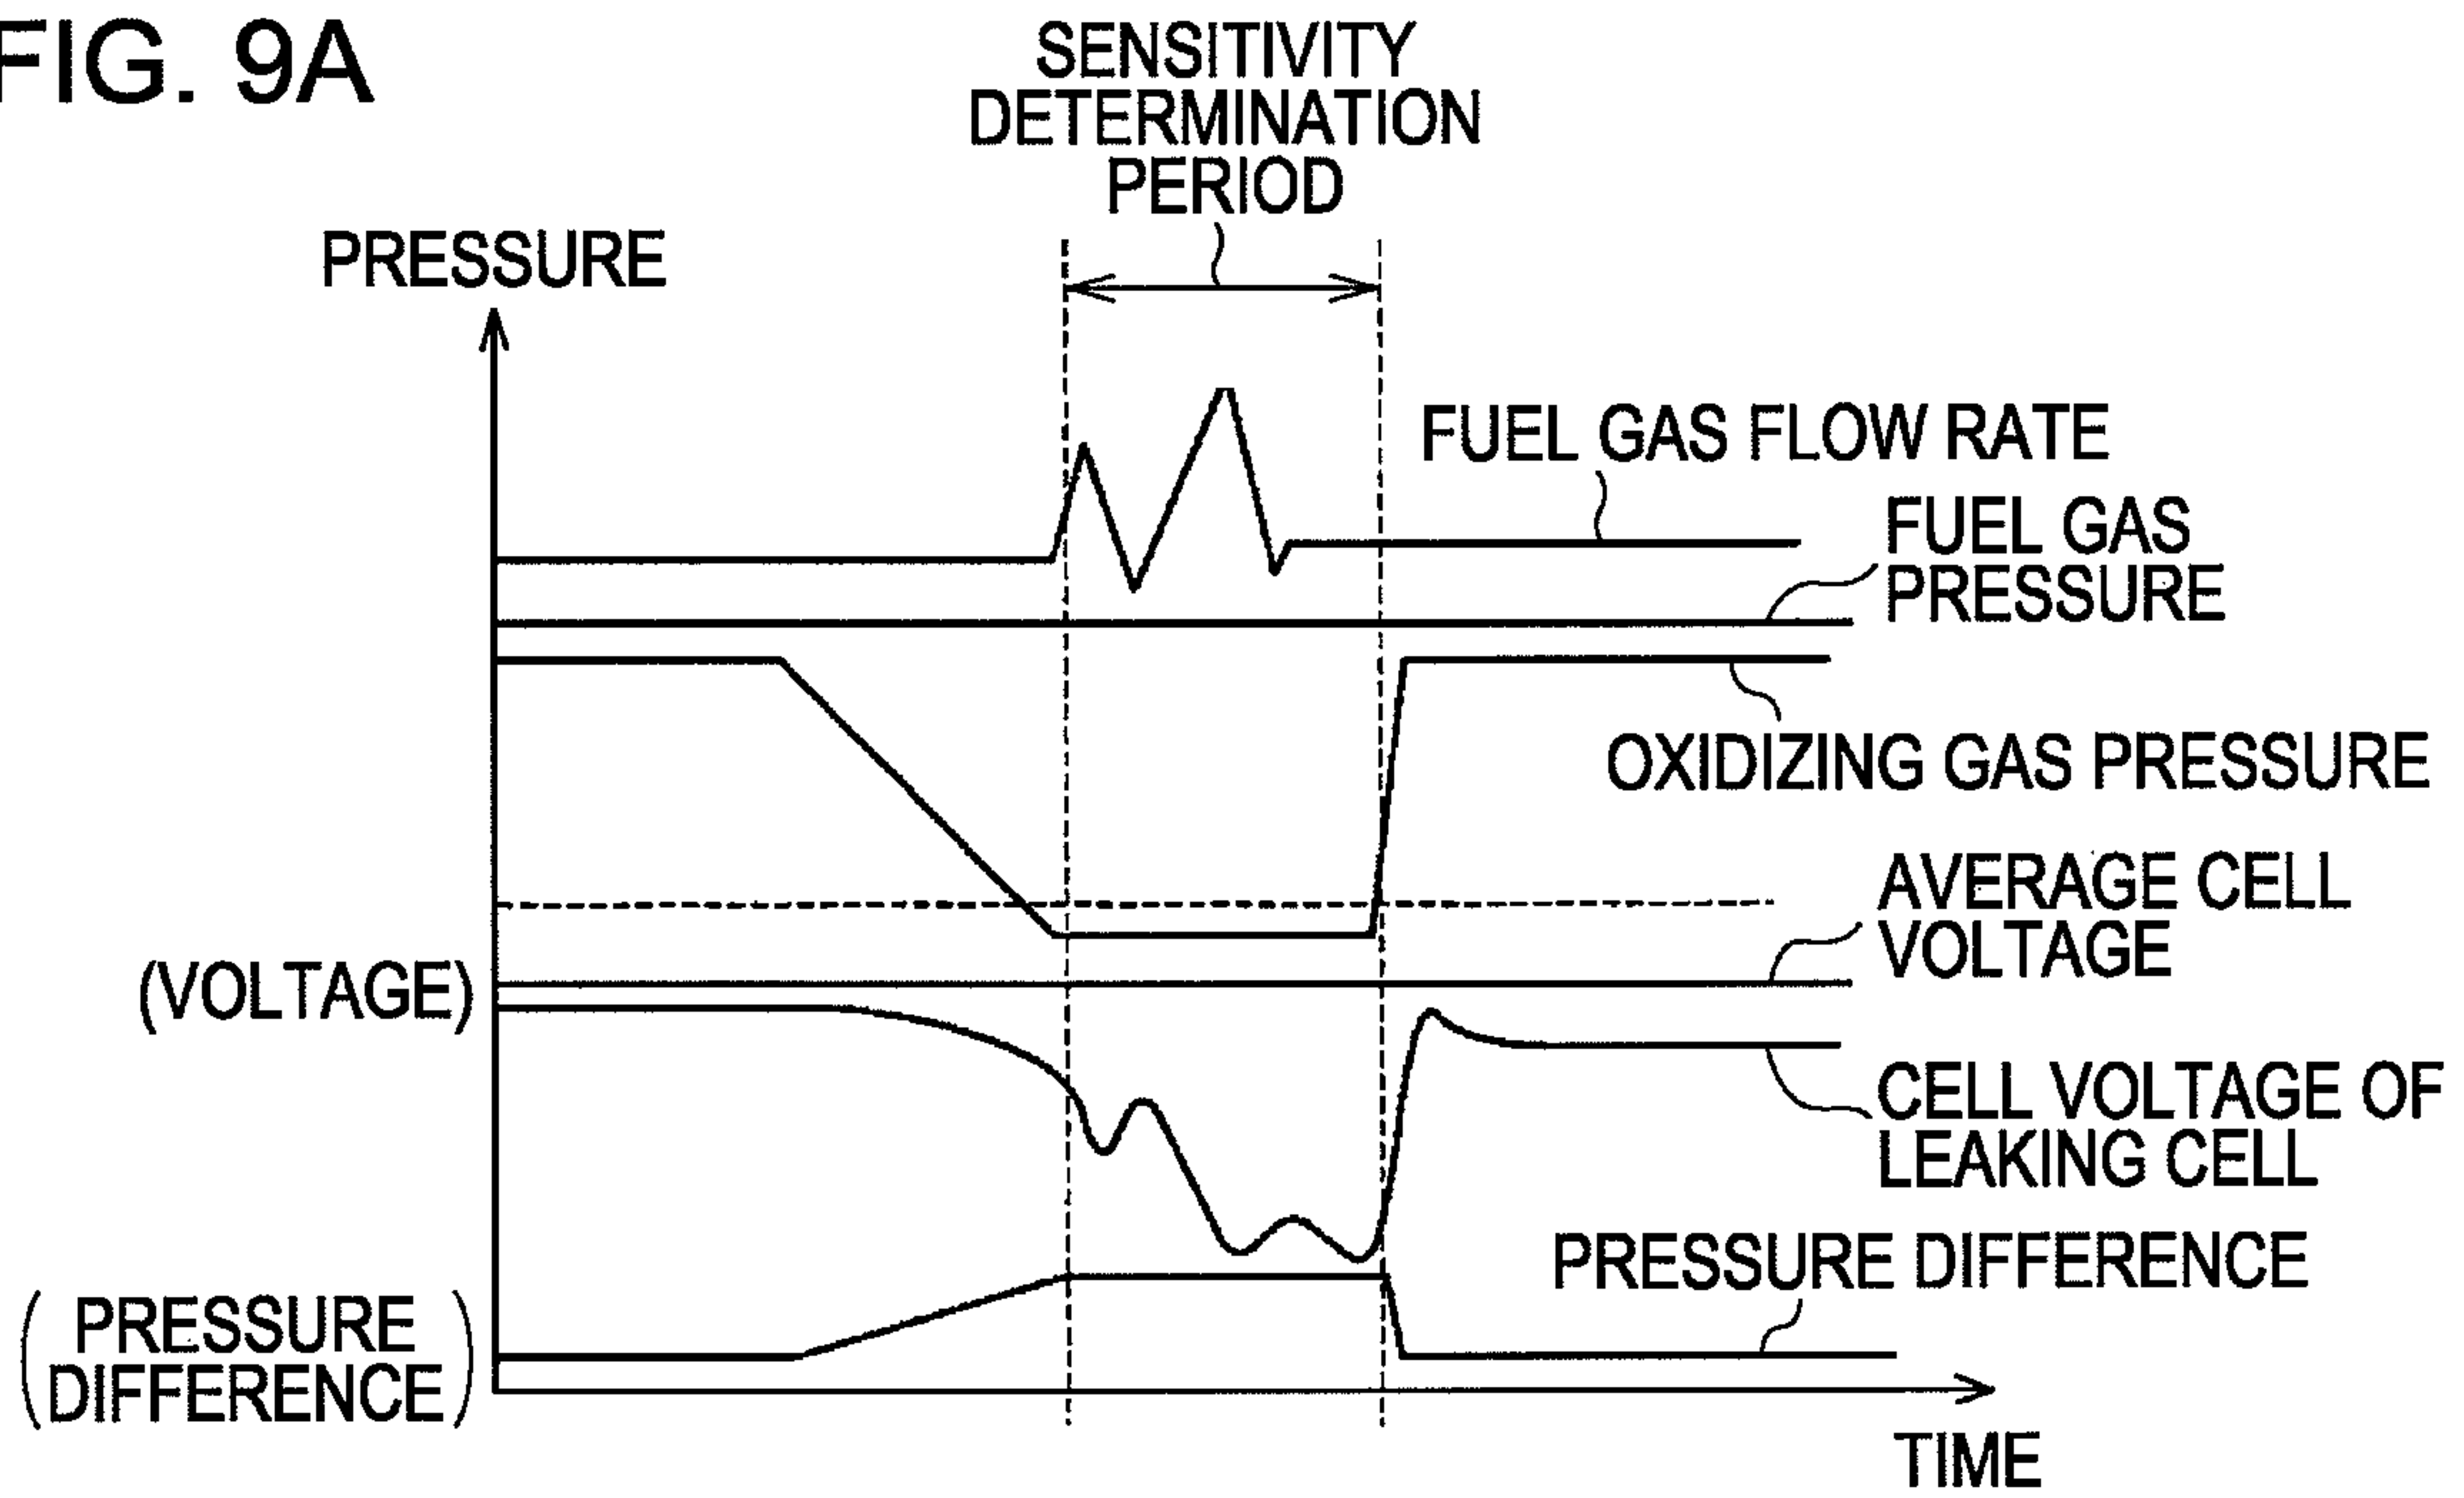 FIG. 9A
SENSITIVITY
DETERMINATION
PERIOD
PRESSURE
FUEL GAS FLOW RATE
FUEL GAS
PRESSURE
OXIDIZING GAS PRESSURE
AVERAGE CELL
VOLTAGE
(VOLTAGE)
CELL VOLTAGE OF
LEAKING CELL
PRESSURE DIFFERENCE
(PRESSURE
DIFFERENCE)
TIME